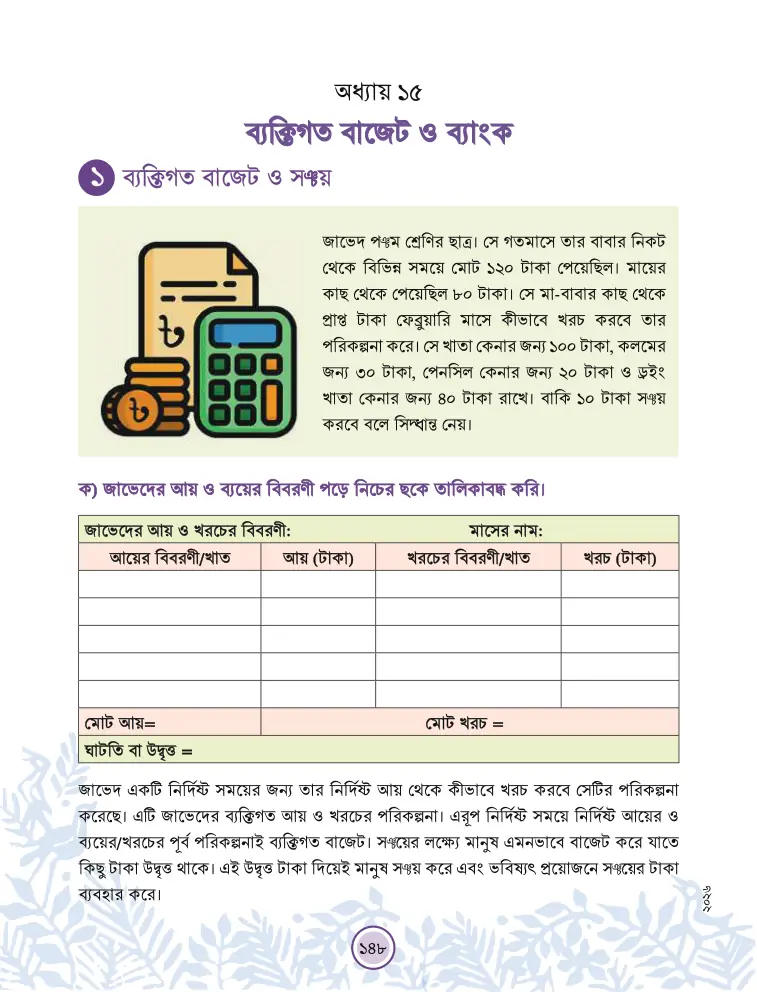 অধ্যায় ১৫
ব্যক্তিগত বাজেট ও ব্যাংক
১ ব্যক্তিগত বাজেট ও সঞ্চয়
জাভেদ পঞ্চম শ্রেণির ছাত্র। সে গতমাসে তার বাবার নিকট
থেকে বিভিন্ন সময়ে মোট ১২০ টাকা পেয়েছিল। মায়ের
কাছ থেকে পেয়েছিল ৮০ টাকা। সে মা-বাবার কাছ থেকে
প্রাপ্ত টাকা ফেব্রুয়ারি মাসে কীভাবে খরচ করবে তার
পরিকল্পনা করে। সে খাতা কেনার জন্য ১০০ টাকা, কলমের
জন্য ৩০ টাকা, পেনসিল কেনার জন্য ২০ টাকা ও ড্রইং
খাতা কেনার জন্য ৪০ টাকা রাখে। বাকি ১০ টাকা সঞ্চয়
করবে বলে সিদ্ধান্ত নেয়।
৳
৳
ক) জাভেদের আয় ও ব্যয়ের বিবরণী পড়ে নিচের ছকে তালিকাবদ্ধ করি।
জাভেদের আয় ও খরচের বিবরণী: মাসের নাম:
আয়ের বিবরণী/খাত আয় (টাকা) খরচের বিবরণী/খাত খরচ (টাকা)
মোট আয়= মোট খরচ =
ঘাটতি বা উদ্বৃত্ত =
জাভেদ একটি নির্দিষ্ট সময়ের জন্য তার নির্দিষ্ট আয় থেকে কীভাবে খরচ করবে সেটির পরিকল্পনা
করেছে। এটি জাভেদের ব্যক্তিগত আয় ও খরচের পরিকল্পনা। এরূপ নির্দিষ্ট সময়ে নির্দিষ্ট আয়ের ও
ব্যয়ের/খরচের পূর্ব পরিকল্পনাই ব্যক্তিগত বাজেট। সঞ্চয়ের লক্ষ্যে মানুষ এমনভাবে বাজেট করে যাতে
কিছু টাকা উদ্বৃত্ত থাকে। এই উদ্বৃত্ত টাকা দিয়েই মানুষ সঞ্চয় করে এবং ভবিষ্যৎ প্রয়োজনে সঞ্চয়ের টাকা
ব্যবহার করে।
২০২৬
১৪৮